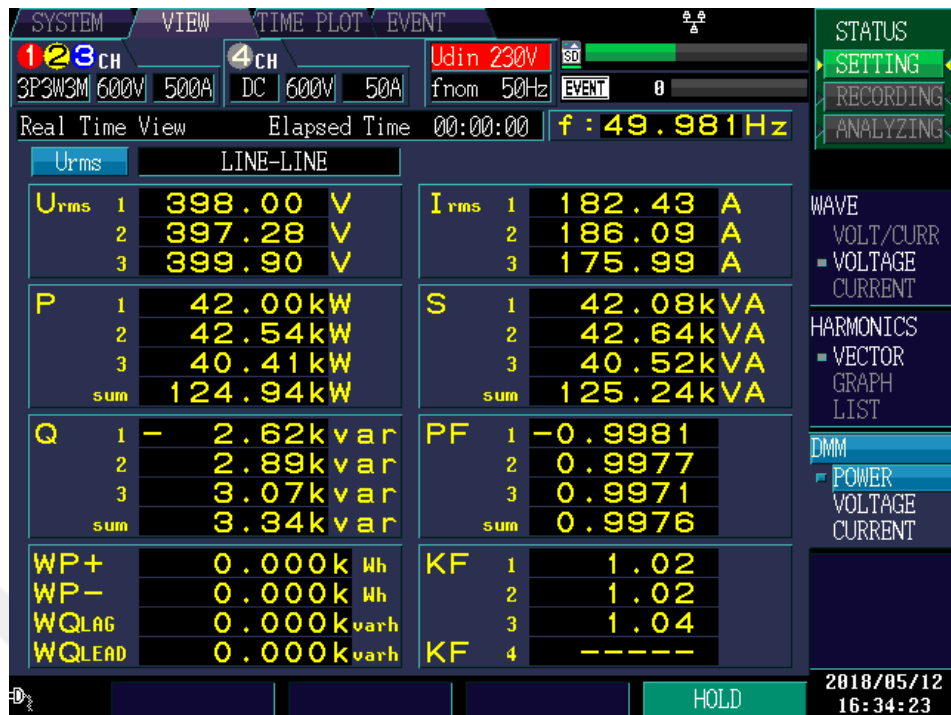 SYSTEM VIEW TIME PLOT EVENT
1 2 3 CH 4 CH Udin 230V SD
3P3W3M 600V 500A DC 600V 50A fnom 50Hz EVENT 0
Real Time View Elapsed Time 00:00:00 f:49.981Hz
Urms LINE-LINE
Urms 1 398.00 V
2 397.28 V
3 399.90 V
Irms 1 182.43 A
2 186.09 A
3 175.99 A
P 1 42.00kW
2 42.54kW
3 40.41kW
sum 124.94kW
S 1 42.08kVA
2 42.64kVA
3 40.52kVA
sum 125.24kVA
Q 1 - 2.62kvar
2 2.89kvar
3 3.07kvar
sum 3.34kvar
PF 1 -0.9981
2 0.9977
3 0.9971
sum 0.9976
WP+ 0.000k Wh
WP- 0.000k Wh
WQLAG 0.000kvarh
WQLEAD 0.000kvarh
KF 1 1.02
2 1.02
3 1.04
KF 4 -----
HOLD
STATUS
SETTING
RECORDING
ANALYZING
WAVE
VOLT/CURR
VOLTAGE
CURRENT
HARMONICS
VECTOR
GRAPH
LIST
DMM
POWER
VOLTAGE
CURRENT
2018/05/12
16:34:23